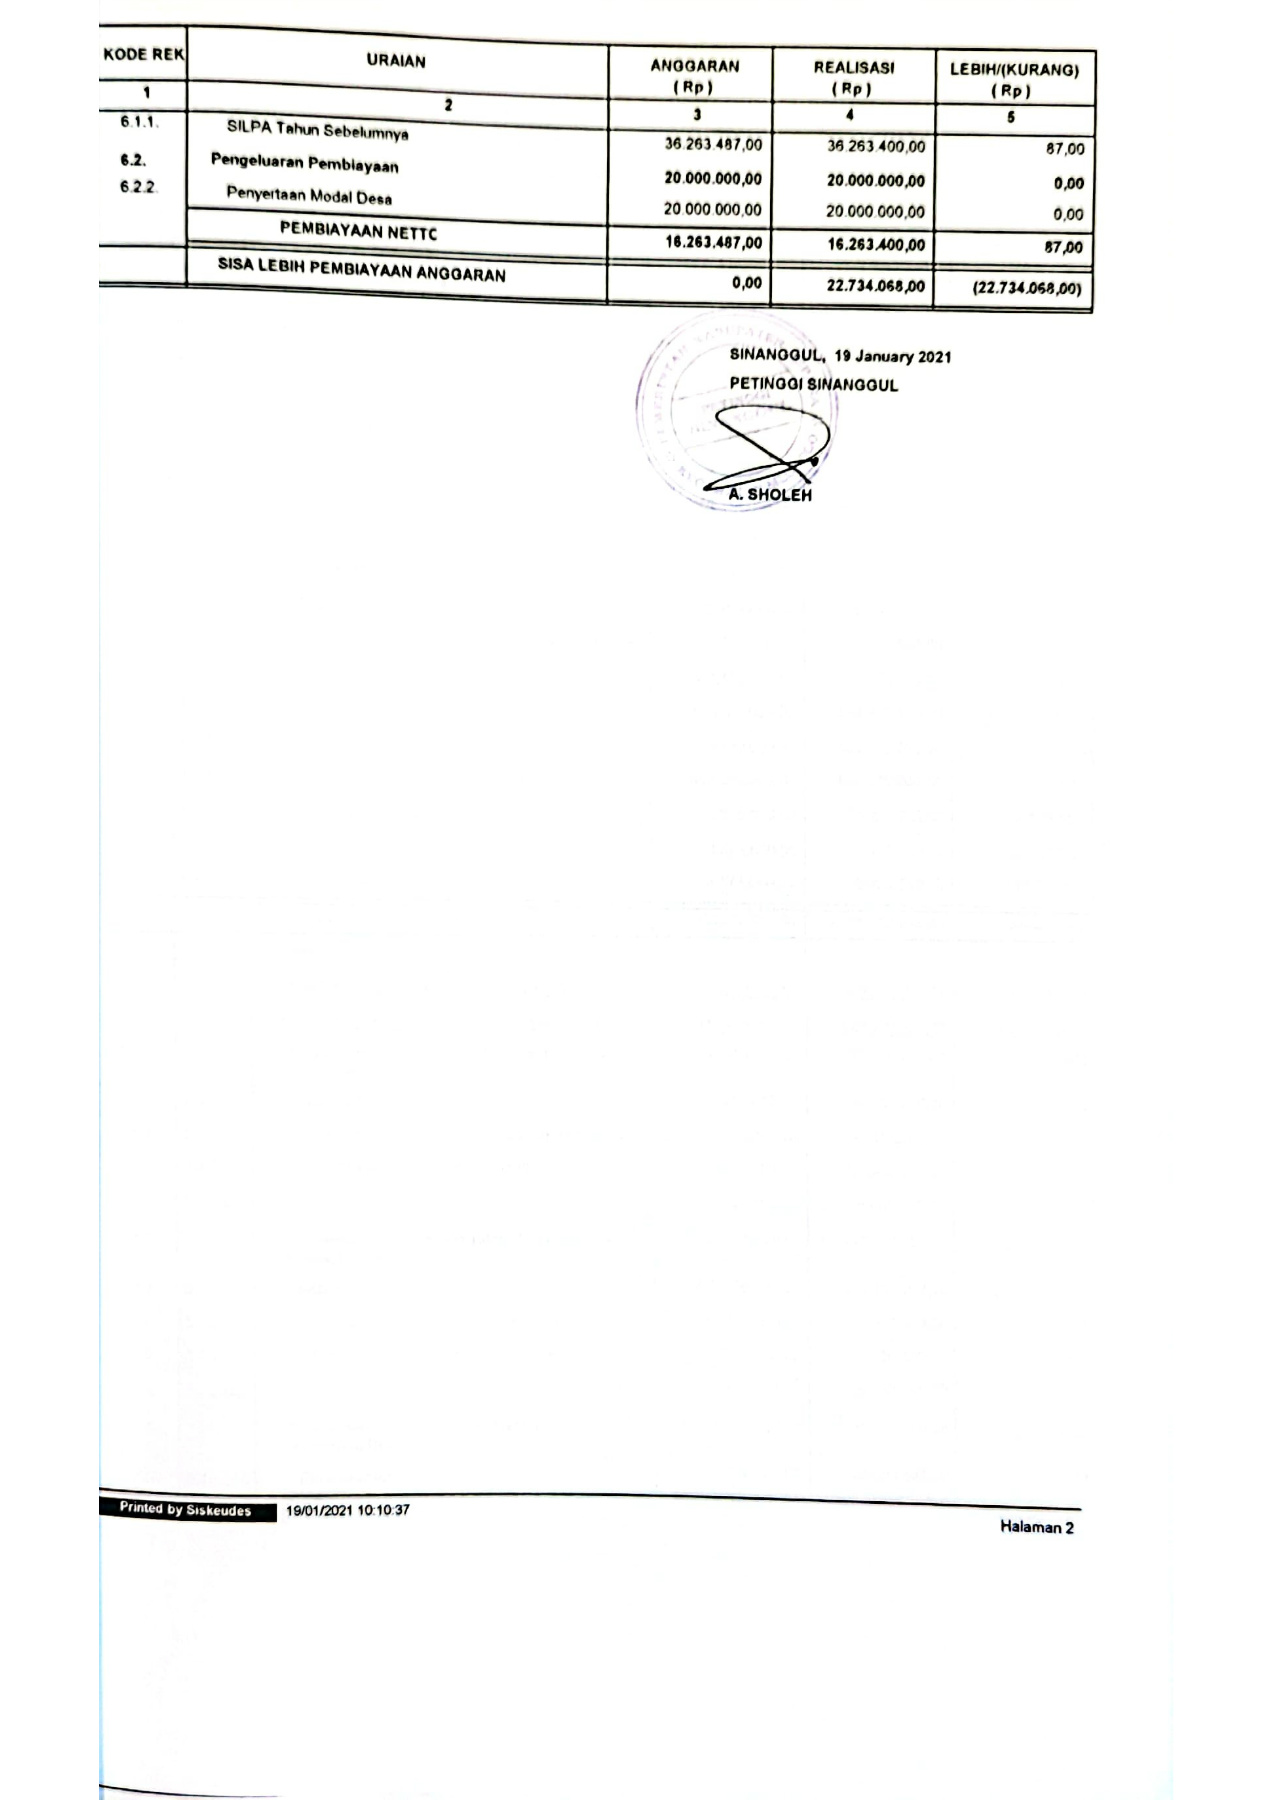 KODE REK URAIAN ANGGARAN REALISASI LEBIH/(KURANG)
(Rp) (Rp) (Rp)
1 2 3 4 5
6.1.1. SILPA Tahun Sebelumnya 36.263.487,00 36.263.400,00 87,00
6.2. Pengeluaran Pembiayaan 20.000.000,00 20.000.000,00 0,00
6.2.2. Penyertaan Modal Desa 20.000.000,00 20.000.000,00 0,00
PEMBIAYAAN NETTC 16.263.487,00 16.263.400,00 87,00
SISA LEBIH PEMBIAYAAN ANGGARAN 0,00 22.734.068,00 (22.734.068,00)
SINANGGUL, 19 January 2021
PETINGGI SINANGGUL
A. SHOLEH
Printed by Siskeudes 19/01/2021 10:10:37
Halaman 2